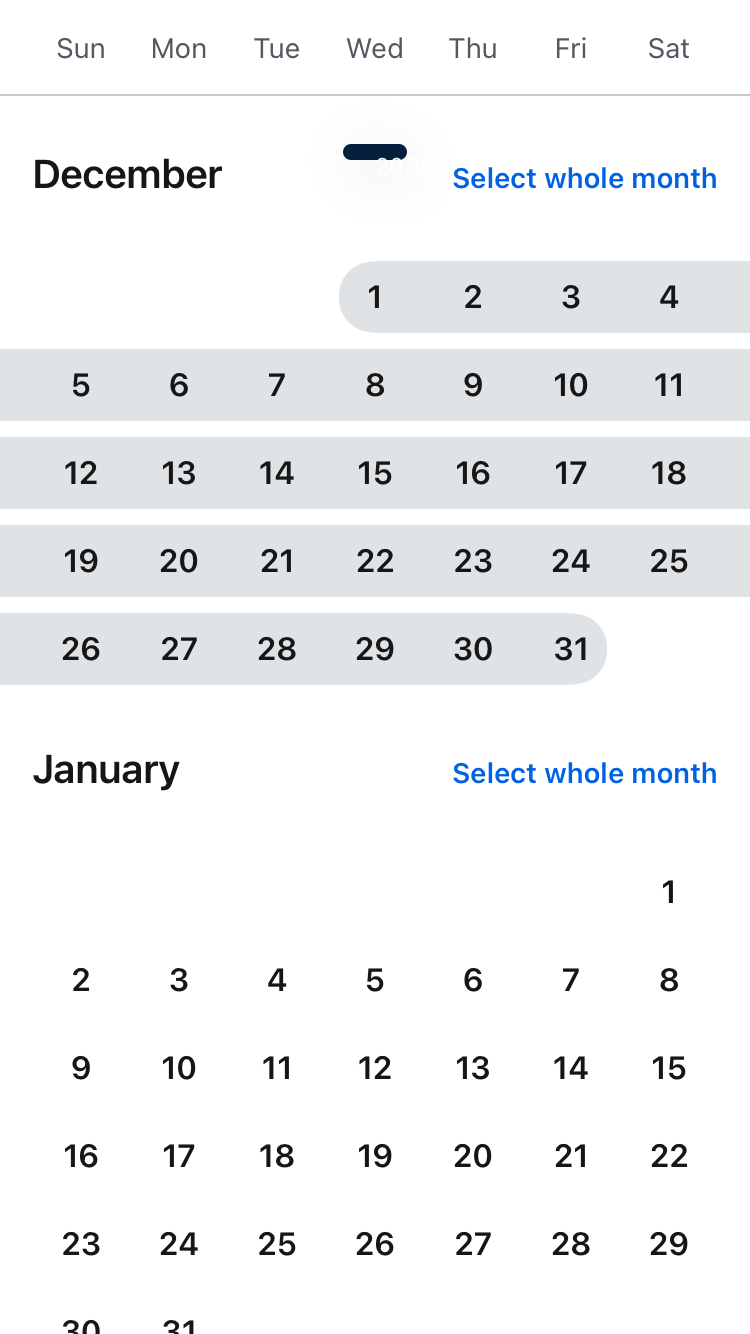 Sun Mon Tue Wed Thu Fri Sat
December
Select whole month
1 2 3 4
5 6 7 8 9 10 11
12 13 14 15 16 17 18
19 20 21 22 23 24 25
26 27 28 29 30 31
January
Select whole month
1
2 3 4 5 6 7 8
9 10 11 12 13 14 15
16 17 18 19 20 21 22
23 24 25 26 27 28 29
30 31